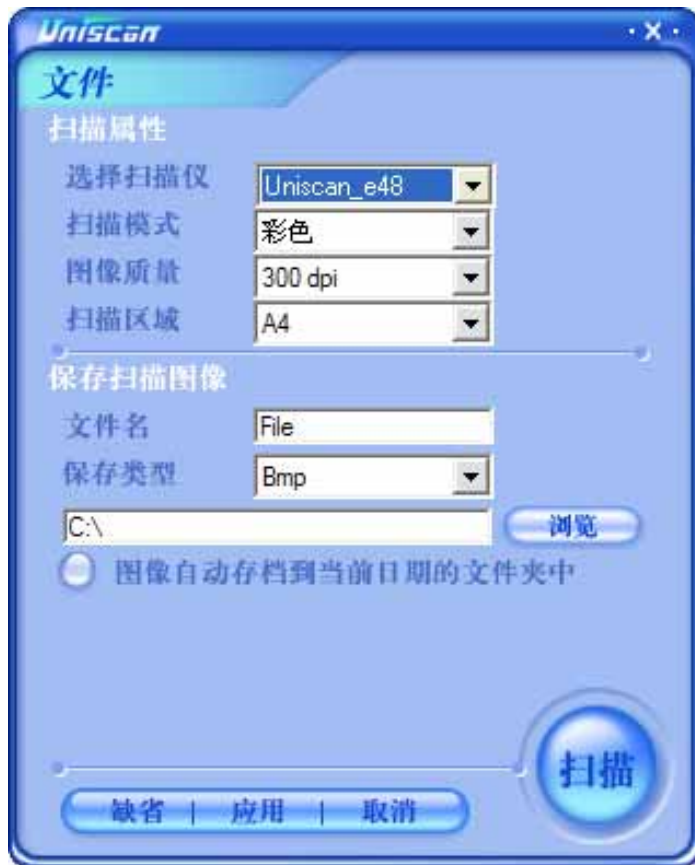 Uniscan
文件
扫描属性
选择扫描仪 Uniscan_e48
扫描模式 彩色
图像质量 300 dpi
扫描区域 A4
保存扫描图像
文件名 File
保存类型 Bmp
C:\ 浏览
图像自动存档到当前日期的文件夹中
扫描
缺省 | 应用 | 取消